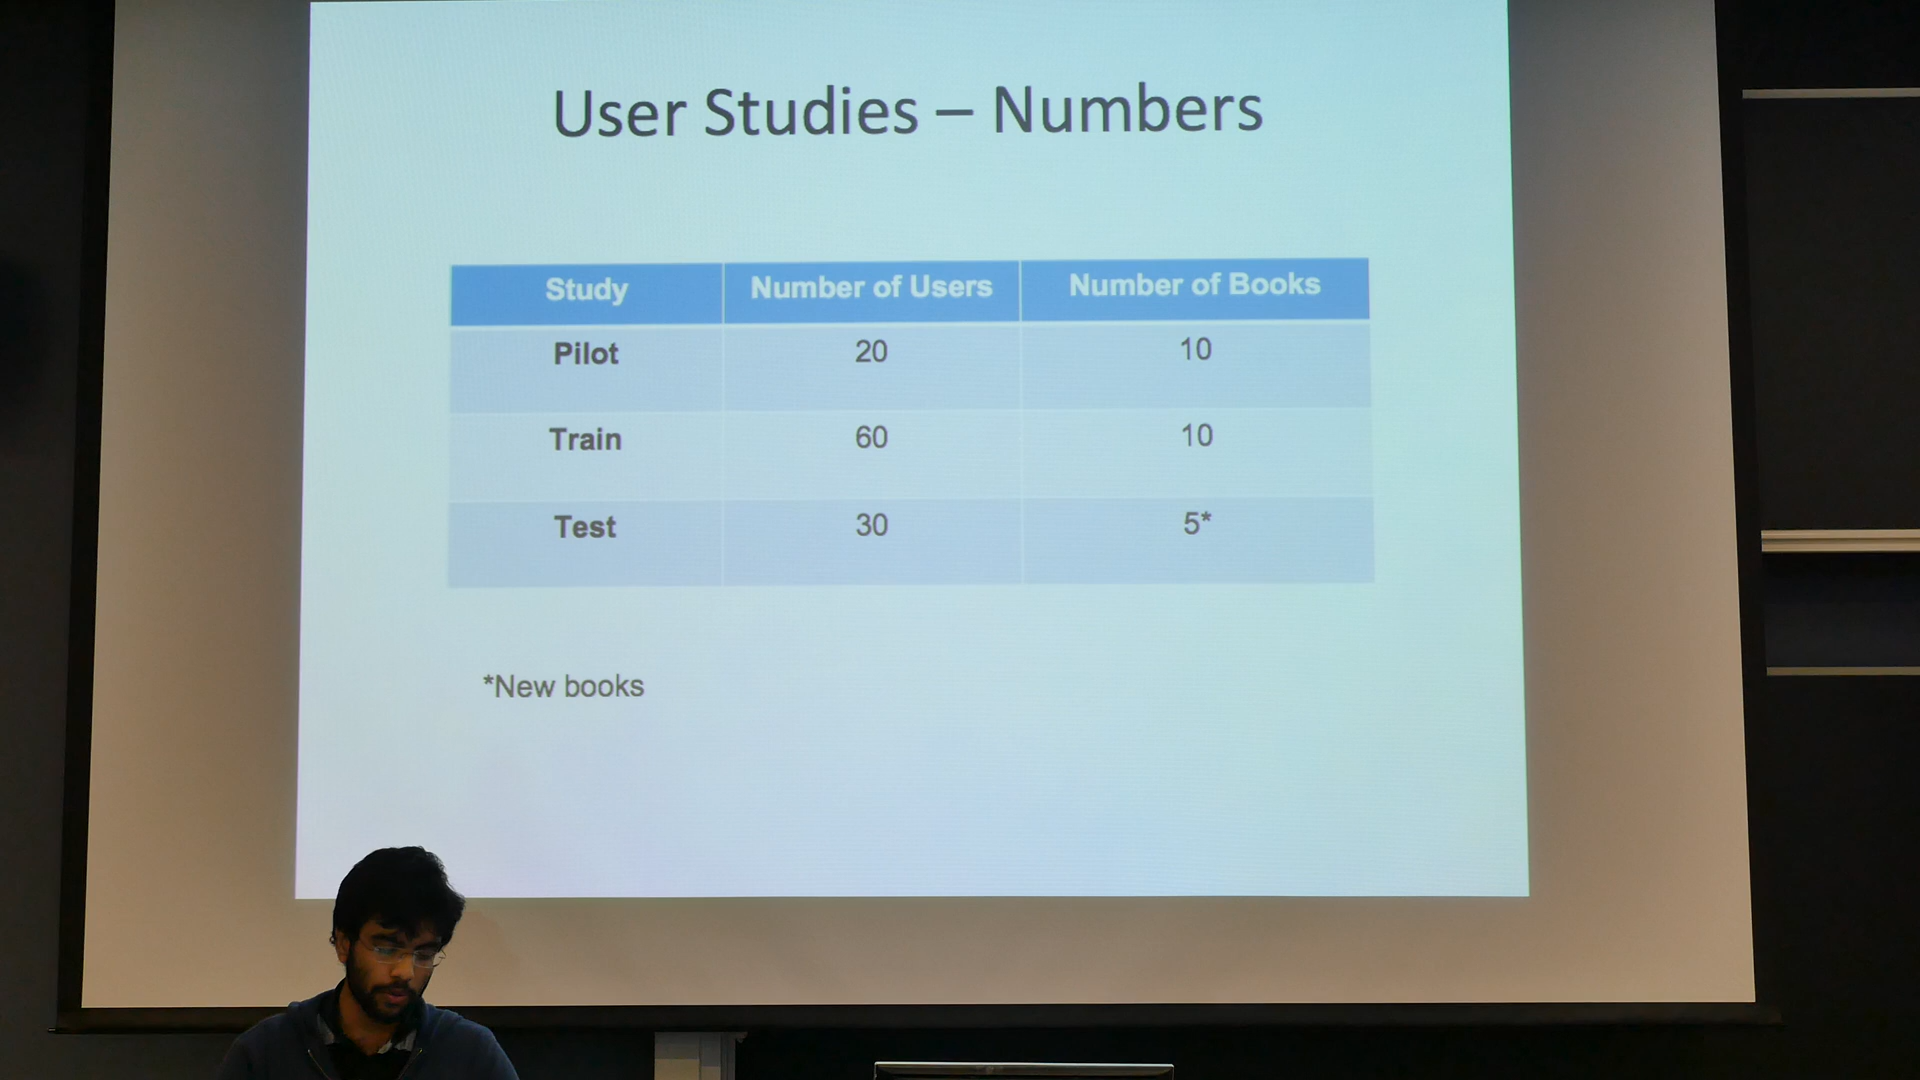 User Studies – Numbers
Study Number of Users Number of Books
Pilot 20 10
Train 60 10
Test 30 5*
*New books